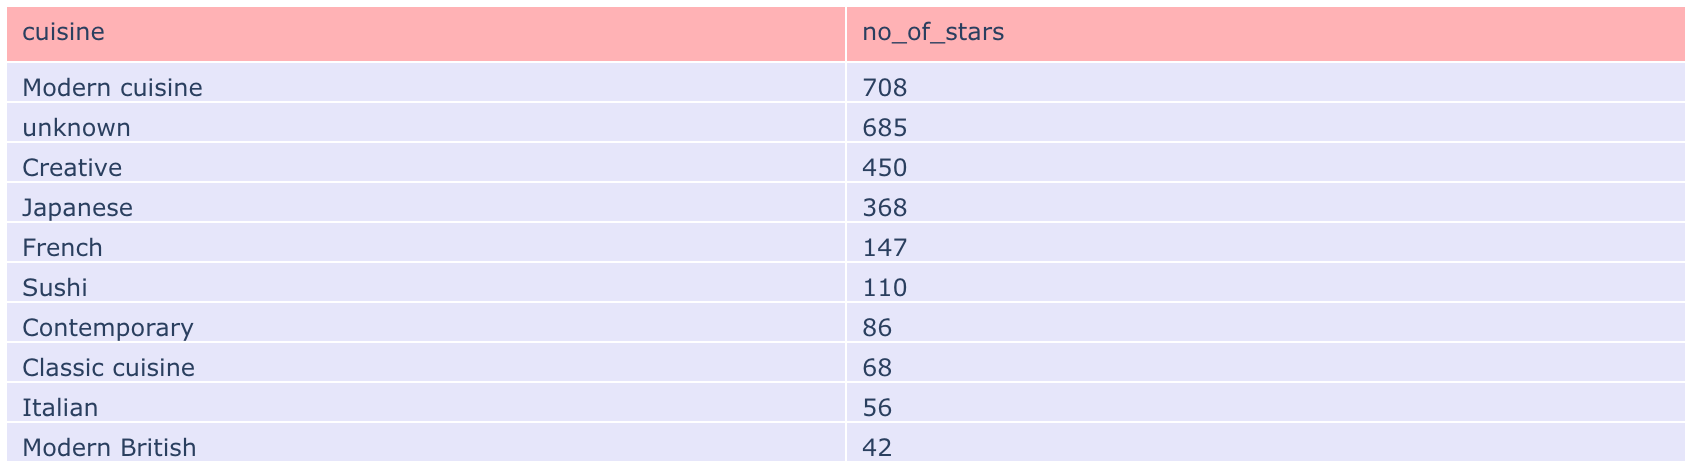 cuisine no_of_stars
Modern cuisine 708
unknown 685
Creative 450
Japanese 368
French 147
Sushi 110
Contemporary 86
Classic cuisine 68
Italian 56
Modern British 42